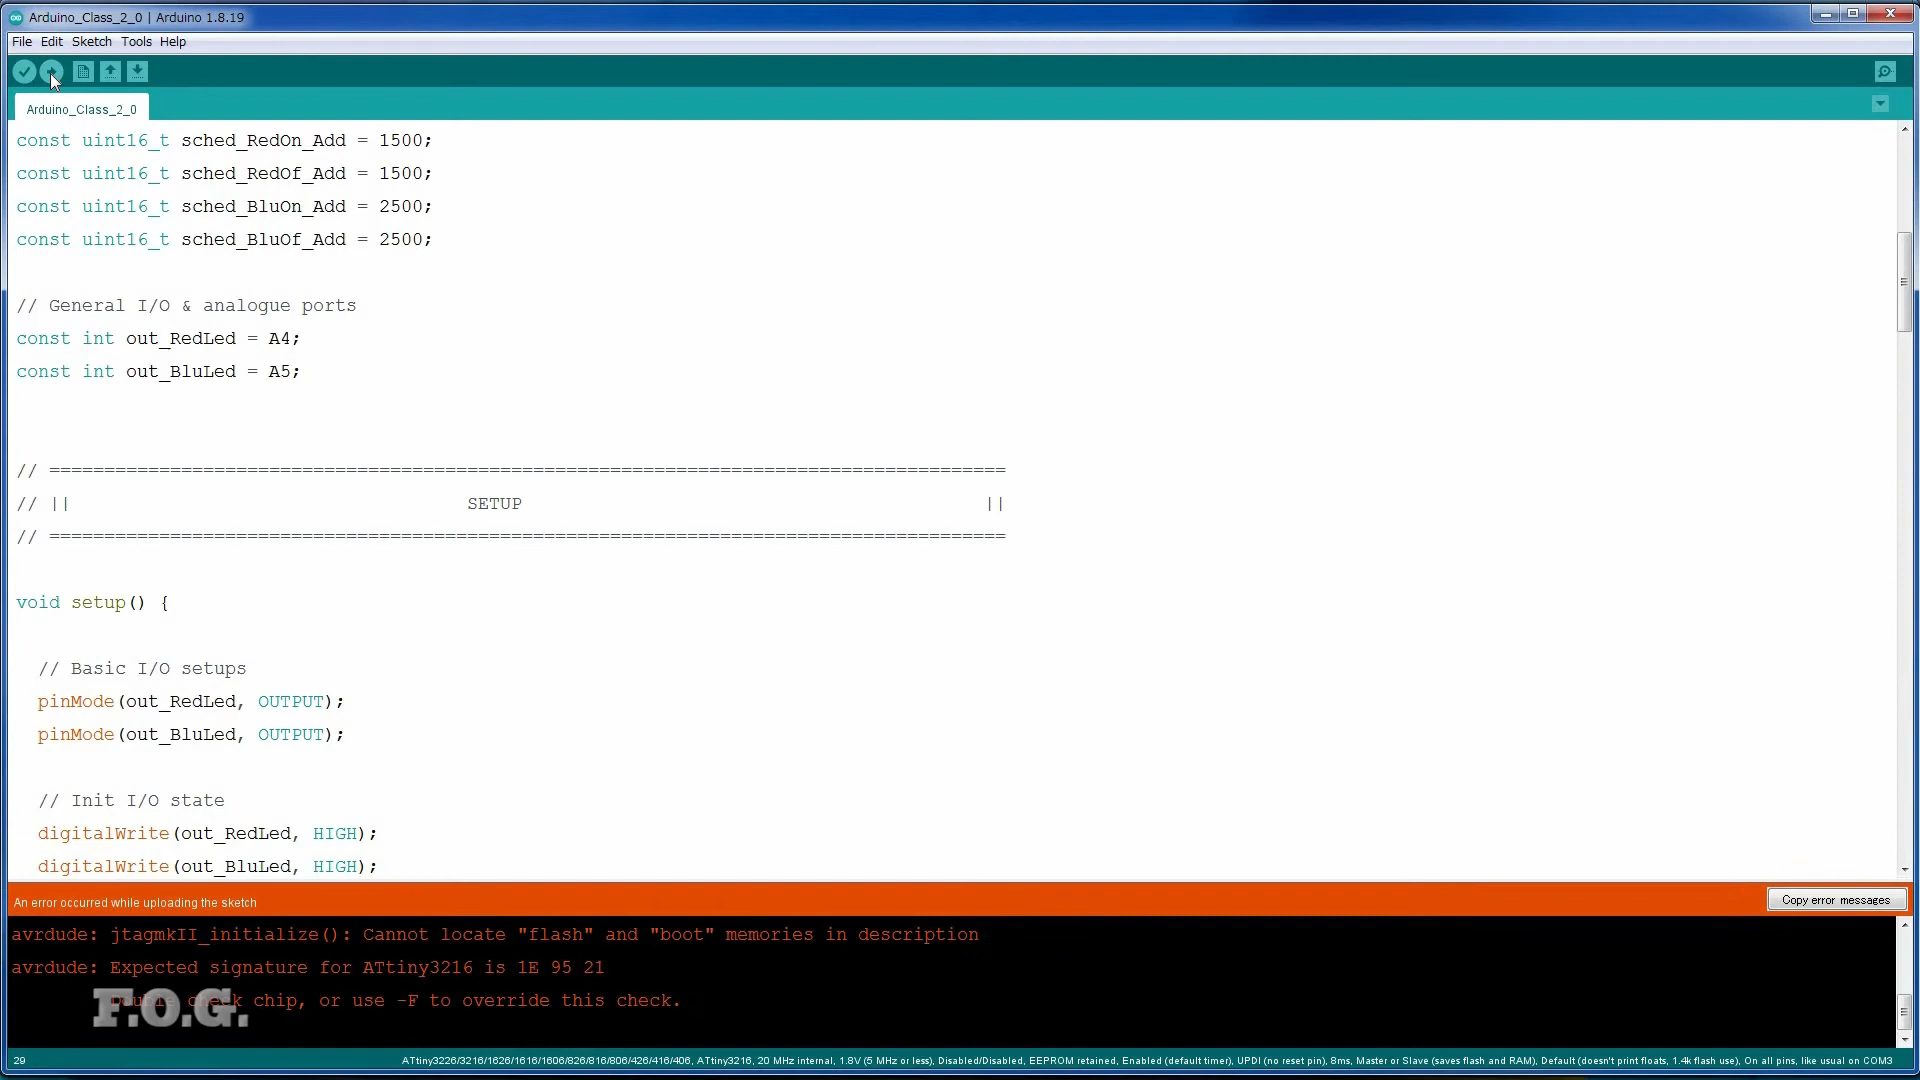 Arduino_Class_2_0 | Arduino 1.8.19
File Edit Sketch Tools Help
Arduino_Class_2_0
const uint16_t sched_RedOn_Add = 1500;
const uint16_t sched_RedOf_Add = 1500;
const uint16_t sched_BluOn_Add = 2500;
const uint16_t sched_BluOf_Add = 2500;
// General I/O & analogue ports
const int out_RedLed = A4;
const int out_BluLed = A5;
// =======================================================================================
// || SETUP ||
// =======================================================================================
void setup() {
// Basic I/O setups
pinMode(out_RedLed, OUTPUT);
pinMode(out_BluLed, OUTPUT);
// Init I/O state
digitalWrite(out_RedLed, HIGH);
digitalWrite(out_BluLed, HIGH);
An error occurred while uploading the sketch
Copy error messages
avrdude: jtagmkII_initialize(): Cannot locate "flash" and "boot" memories in description
avrdude: Expected signature for ATtiny3216 is 1E 95 21
Double check chip, or use -F to override this check.
F.O.G.
29
ATtiny3226/3216/1626/1616/1606/826/816/806/426/416/406, ATtiny3216, 20 MHz internal, 1.8V (5 MHz or less), Disabled/Disabled, EEPROM retained, Enabled (default timer), UPDI (no reset pin), 8ms, Master or Slave (saves flash and RAM), Default (doesn't print floats, 1.4k flash use), On all pins, like usual on COM3